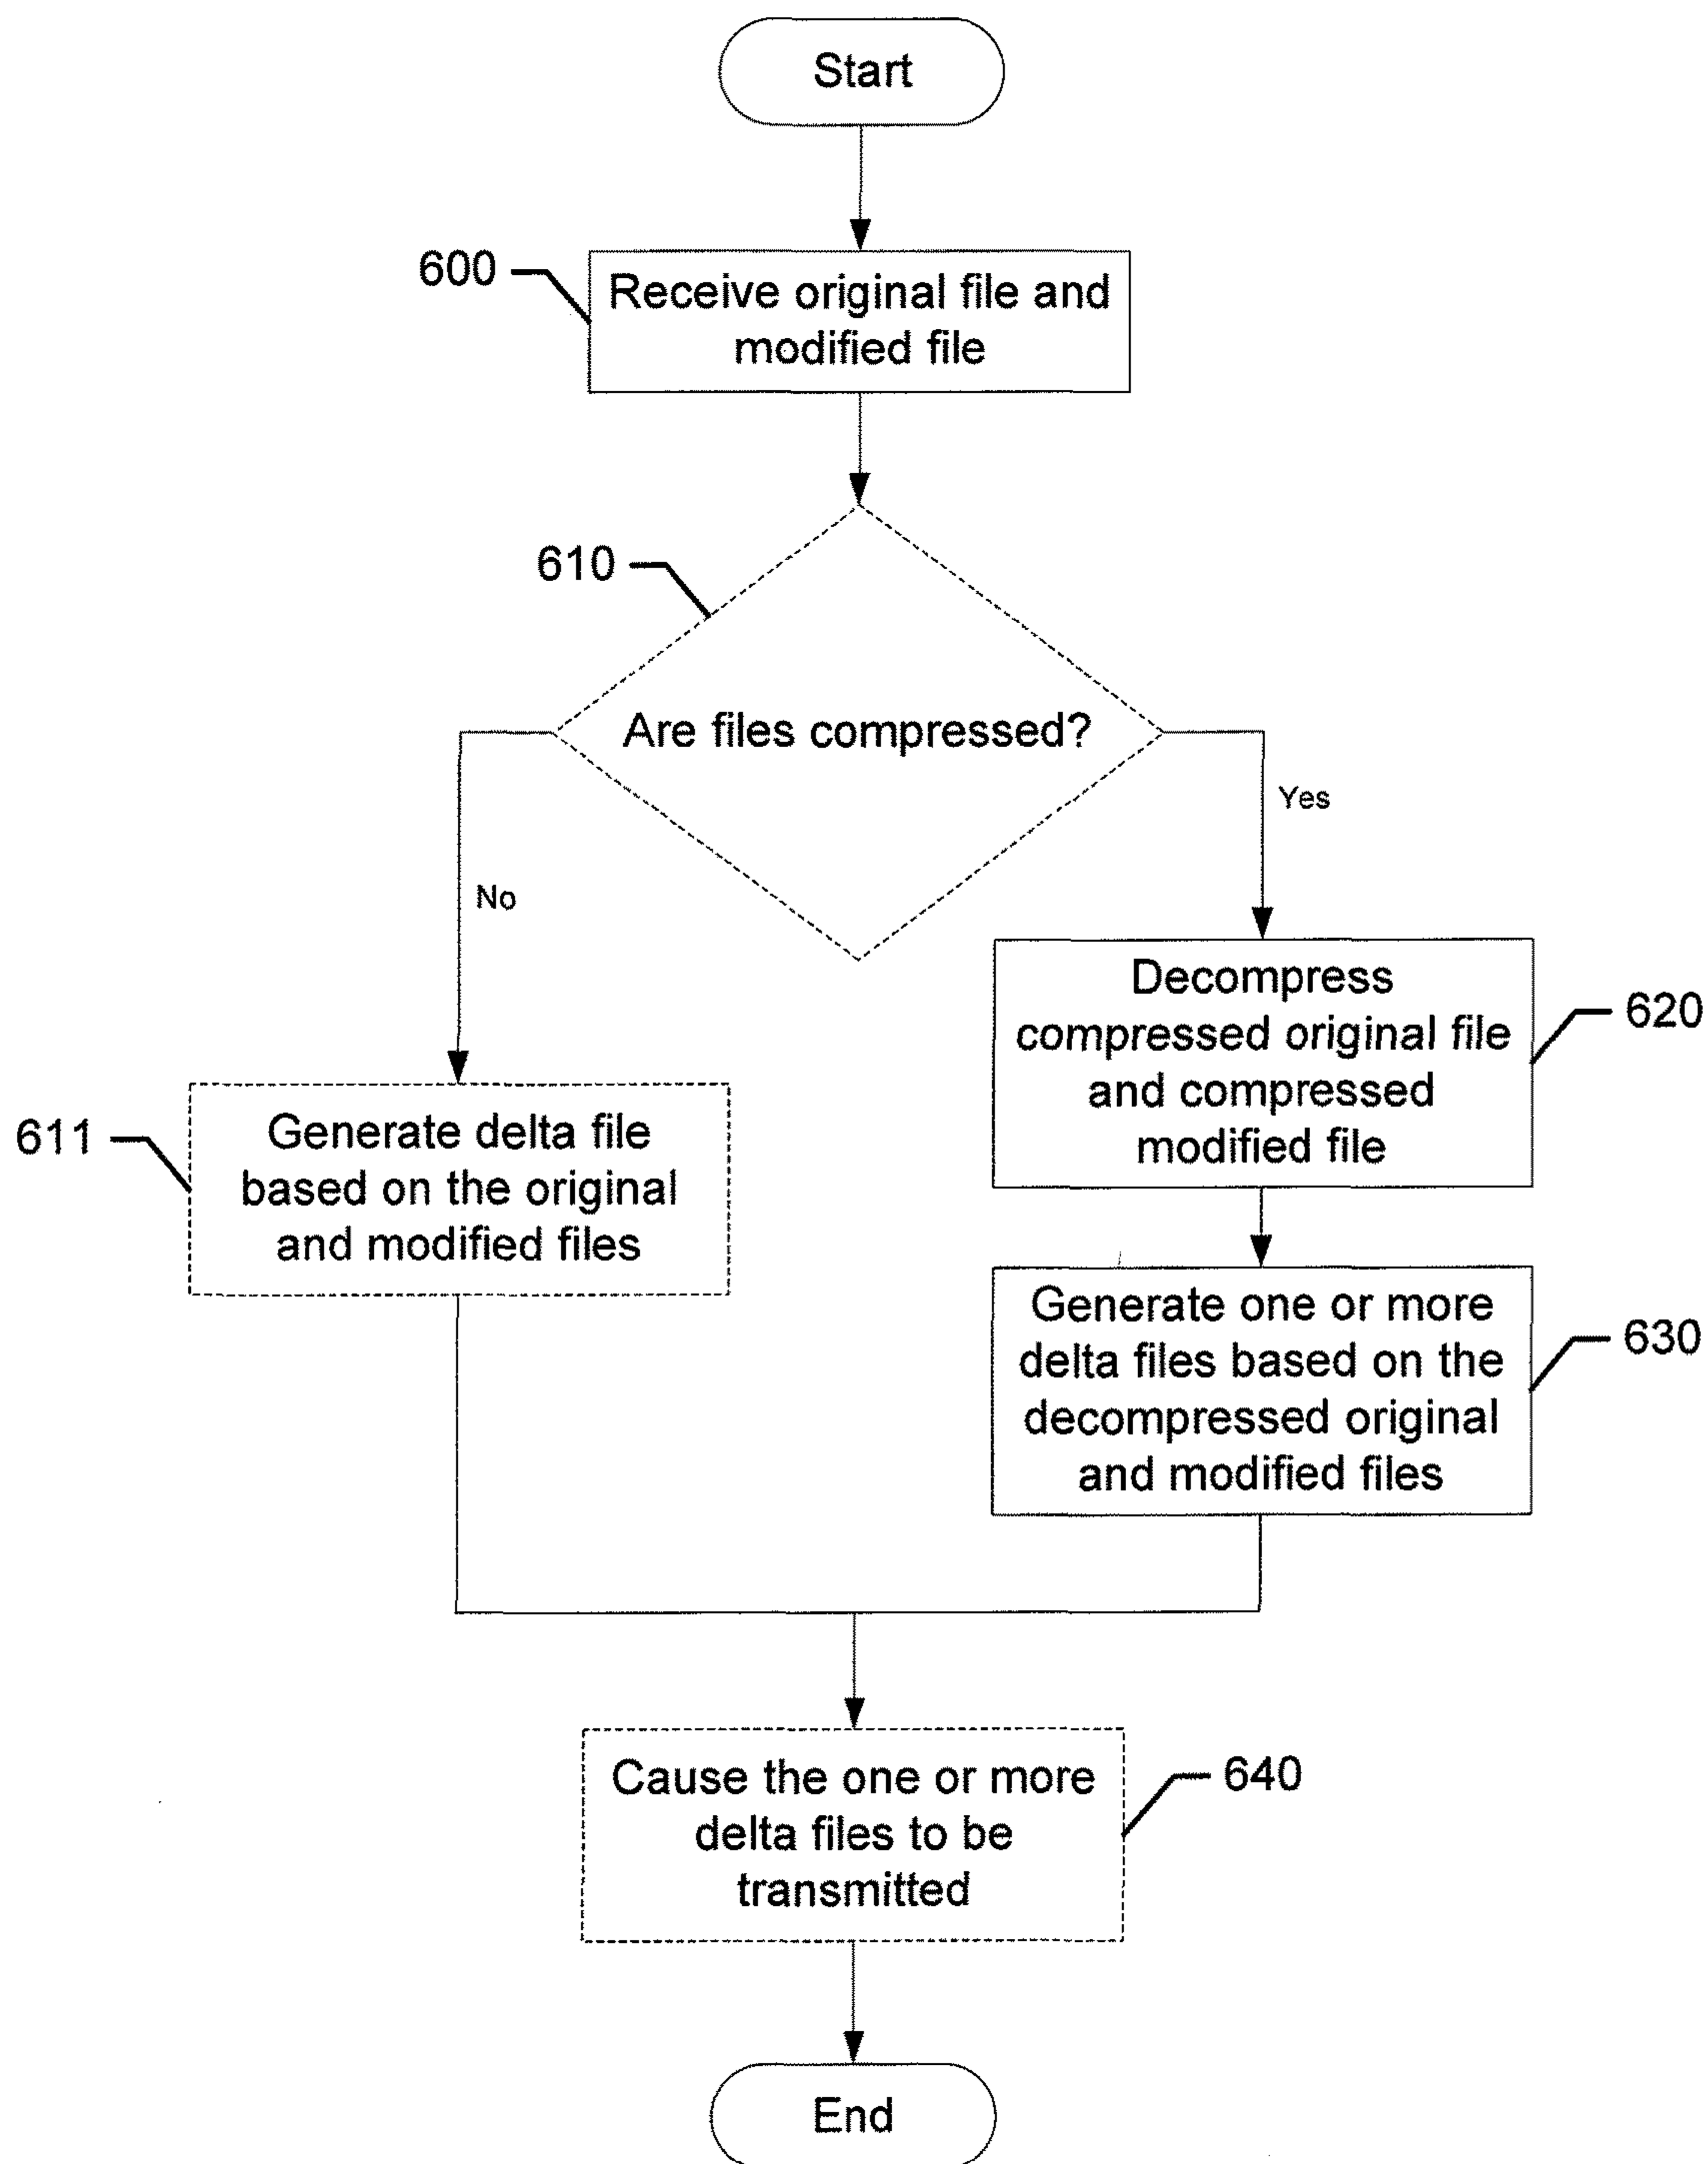 Start
600
Receive original file and
modified file
610
Are files compressed?
Yes
No
Decompress
compressed original file
and compressed
modified file
620
611
Generate delta file
based on the original
and modified files
Generate one or more
delta files based on the
decompressed original
and modified files
630
Cause the one or more
delta files to be
transmitted
640
End